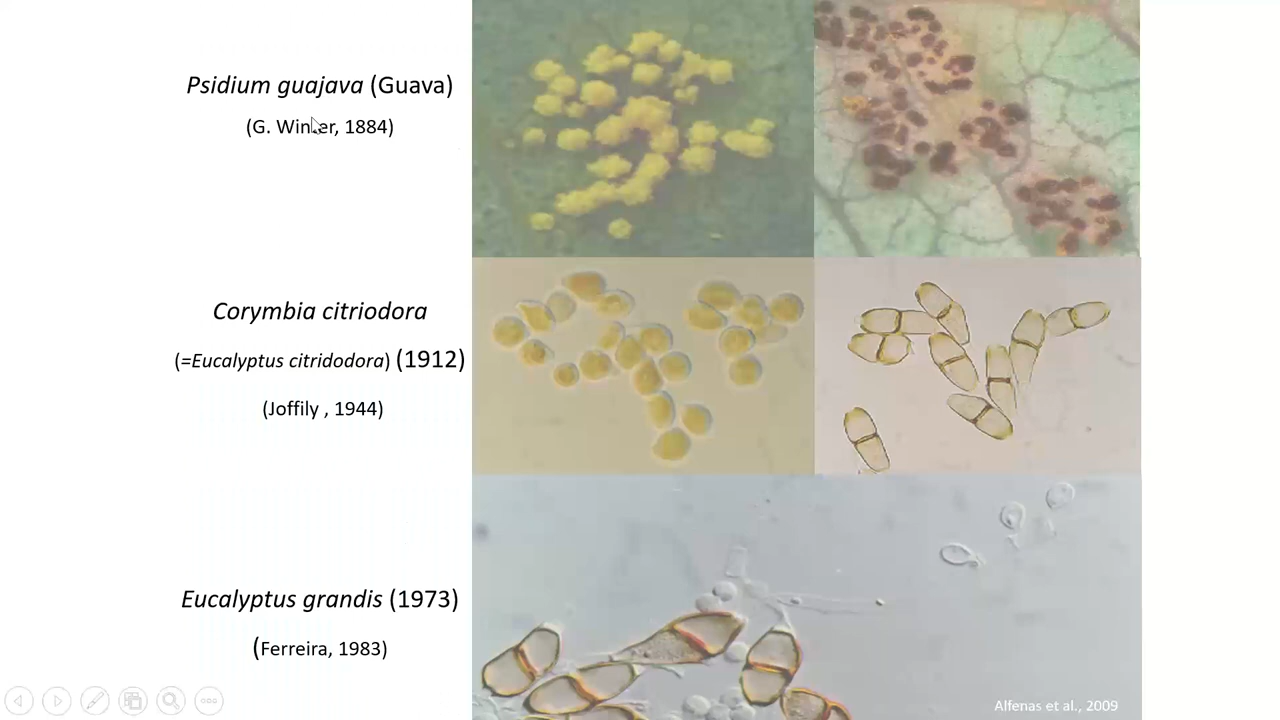 Psidium guajava (Guava)
(G. Winter, 1884)
Corymbia citriodora
(=Eucalyptus citridodora) (1912)
(Joffily , 1944)
Eucalyptus grandis (1973)
(Ferreira, 1983)
Alfenas et al., 2009